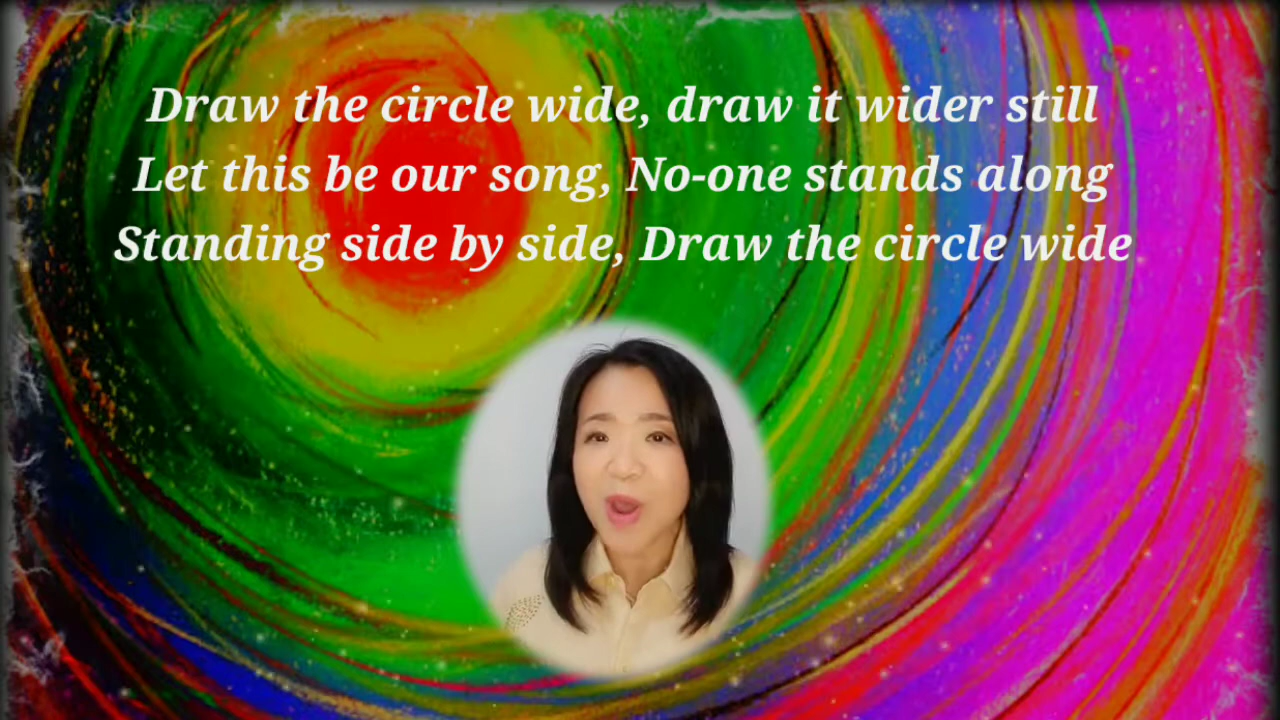 Draw the circle wide, draw it wider still
Let this be our song, No-one stands along
Standing side by side, Draw the circle wide